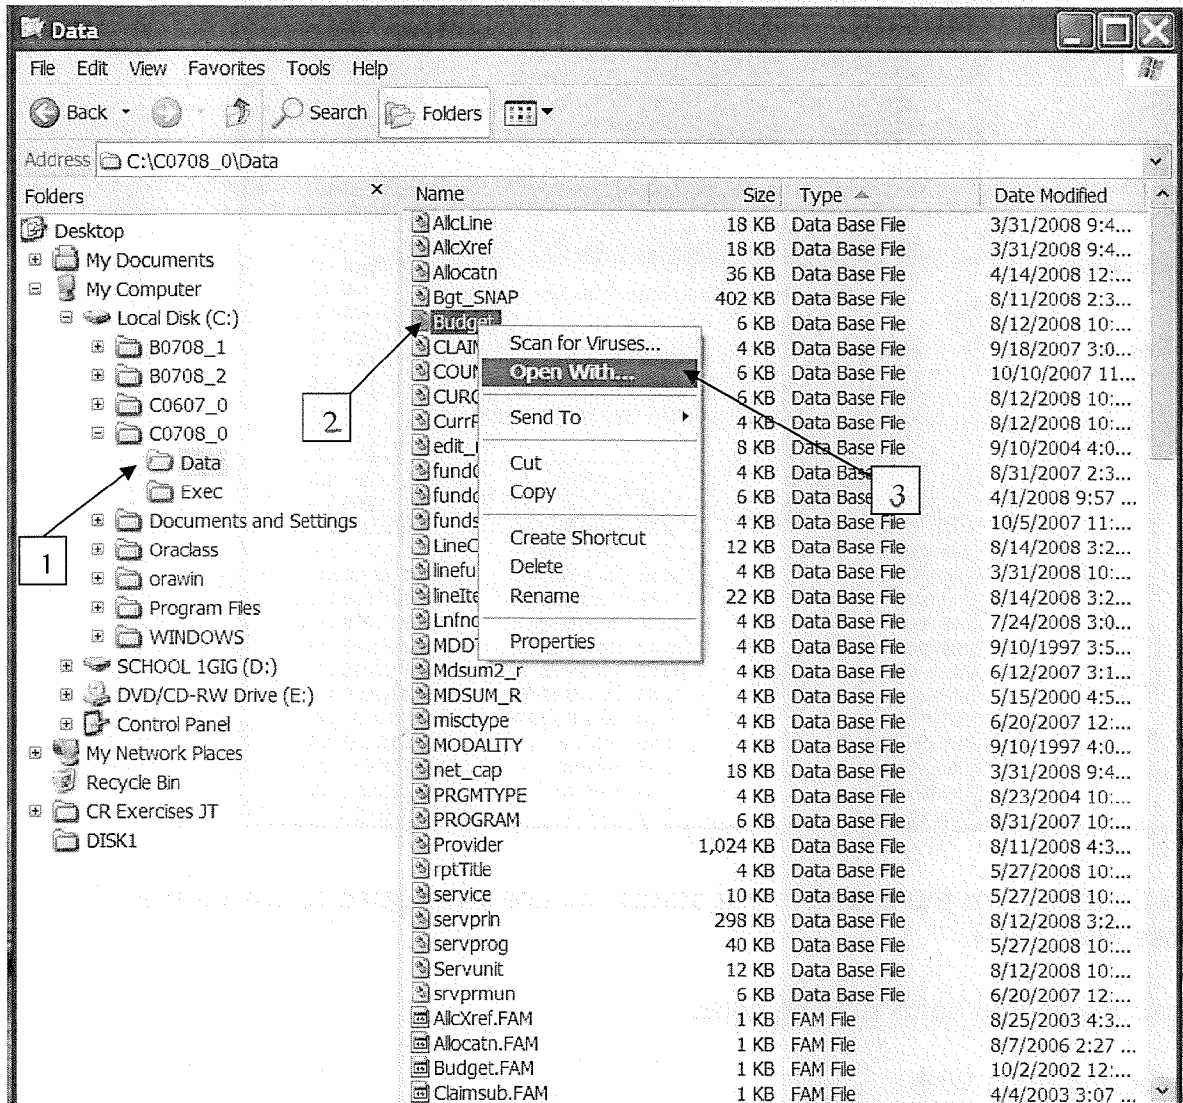 Data
File Edit View Favorites Tools Help
Back Search Folders
Address C:\C0708_0\Data
Folders
Desktop
My Documents
My Computer
Local Disk (C:)
B0708_1
B0708_2
C0607_0
C0708_0
Data
Exec
Documents and Settings
Oraclass
orawin
Program Files
WINDOWS
SCHOOL 1GIG (D:)
DVD/CD-RW Drive (E:)
Control Panel
My Network Places
Recycle Bin
CR Exercises JT
DISK1
1
2
3
Name Size Type Date Modified
AllcLine 18 KB Data Base File 3/31/2008 9:4...
AllcXref 18 KB Data Base File 3/31/2008 9:4...
Allocatn 36 KB Data Base File 4/14/2008 12:...
Bgt_SNAP 402 KB Data Base File 8/11/2008 2:3...
Budget 6 KB Data Base File 8/12/2008 10:...
CLAI 4 KB Data Base File 9/18/2007 3:0...
COUN 6 KB Data Base File 10/10/2007 11...
CURC 6 KB Data Base File 8/12/2008 10:...
CurrF 4 KB Data Base File 8/12/2008 10:...
edit_ 8 KB Data Base File 9/10/2004 4:0...
fund 4 KB Data Bas 8/31/2007 2:3...
fund 6 KB Data Base 4/1/2008 9:57 ...
funds 4 KB Data Base File 10/5/2007 11:...
LineC 12 KB Data Base File 8/14/2008 3:2...
linefu 4 KB Data Base File 3/31/2008 10:...
lineIte 22 KB Data Base File 8/14/2008 3:2...
Lnfn 4 KB Data Base File 7/24/2008 3:0...
MDD 4 KB Data Base File 9/10/1997 3:5...
Mdsum2_r 4 KB Data Base File 6/12/2007 3:1...
MDSUM_R 4 KB Data Base File 5/15/2000 4:5...
misctype 4 KB Data Base File 6/20/2007 12:...
MODALITY 4 KB Data Base File 9/10/1997 4:0...
net_cap 18 KB Data Base File 3/31/2008 9:4...
PRGMTYPE 4 KB Data Base File 8/23/2004 10:...
PROGRAM 6 KB Data Base File 8/31/2007 10:...
Provider 1,024 KB Data Base File 8/11/2008 4:3...
rptTitle 4 KB Data Base File 5/27/2008 10:...
service 10 KB Data Base File 5/27/2008 10:...
servprin 298 KB Data Base File 8/12/2008 3:2...
servprog 40 KB Data Base File 5/27/2008 10:...
Servunit 12 KB Data Base File 8/12/2008 10:...
srvprmun 6 KB Data Base File 6/20/2007 12:...
AllcXref.FAM 1 KB FAM File 8/25/2003 4:3...
Allocatn.FAM 1 KB FAM File 8/7/2006 2:27 ...
Budget.FAM 1 KB FAM File 10/2/2002 12:...
Claimsub.FAM 1 KB FAM File 4/4/2003 3:07 ...
Scan for Viruses...
Open With...
Send To
Cut
Copy
Create Shortcut
Delete
Rename
Properties